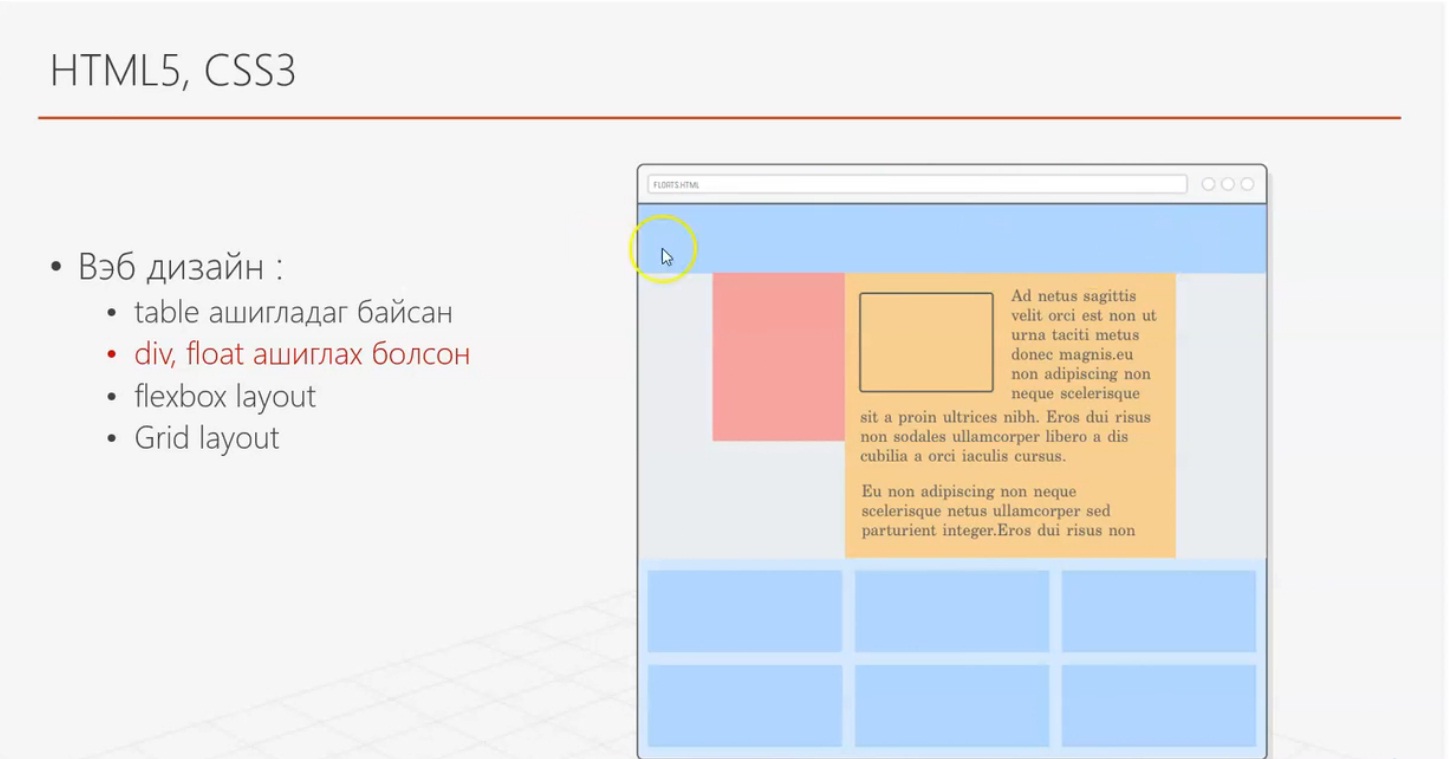 HTML5, CSS3
FLOATS.HTML
• Вэб дизайн :
• table ашигладаг байсан
• div, float ашиглах болсон
• flexbox layout
• Grid layout
Ad netus sagittis
velit orci est non ut
urna taciti metus
donec magnis.eu
non adipiscing non
neque scelerisque
sit a proin ultrices nibh. Eros dui risus
non sodales ullamcorper libero a dis
cubilia a orci iaculis cursus.
Eu non adipiscing non neque
scelerisque netus ullamcorper sed
parturient integer.Eros dui risus non